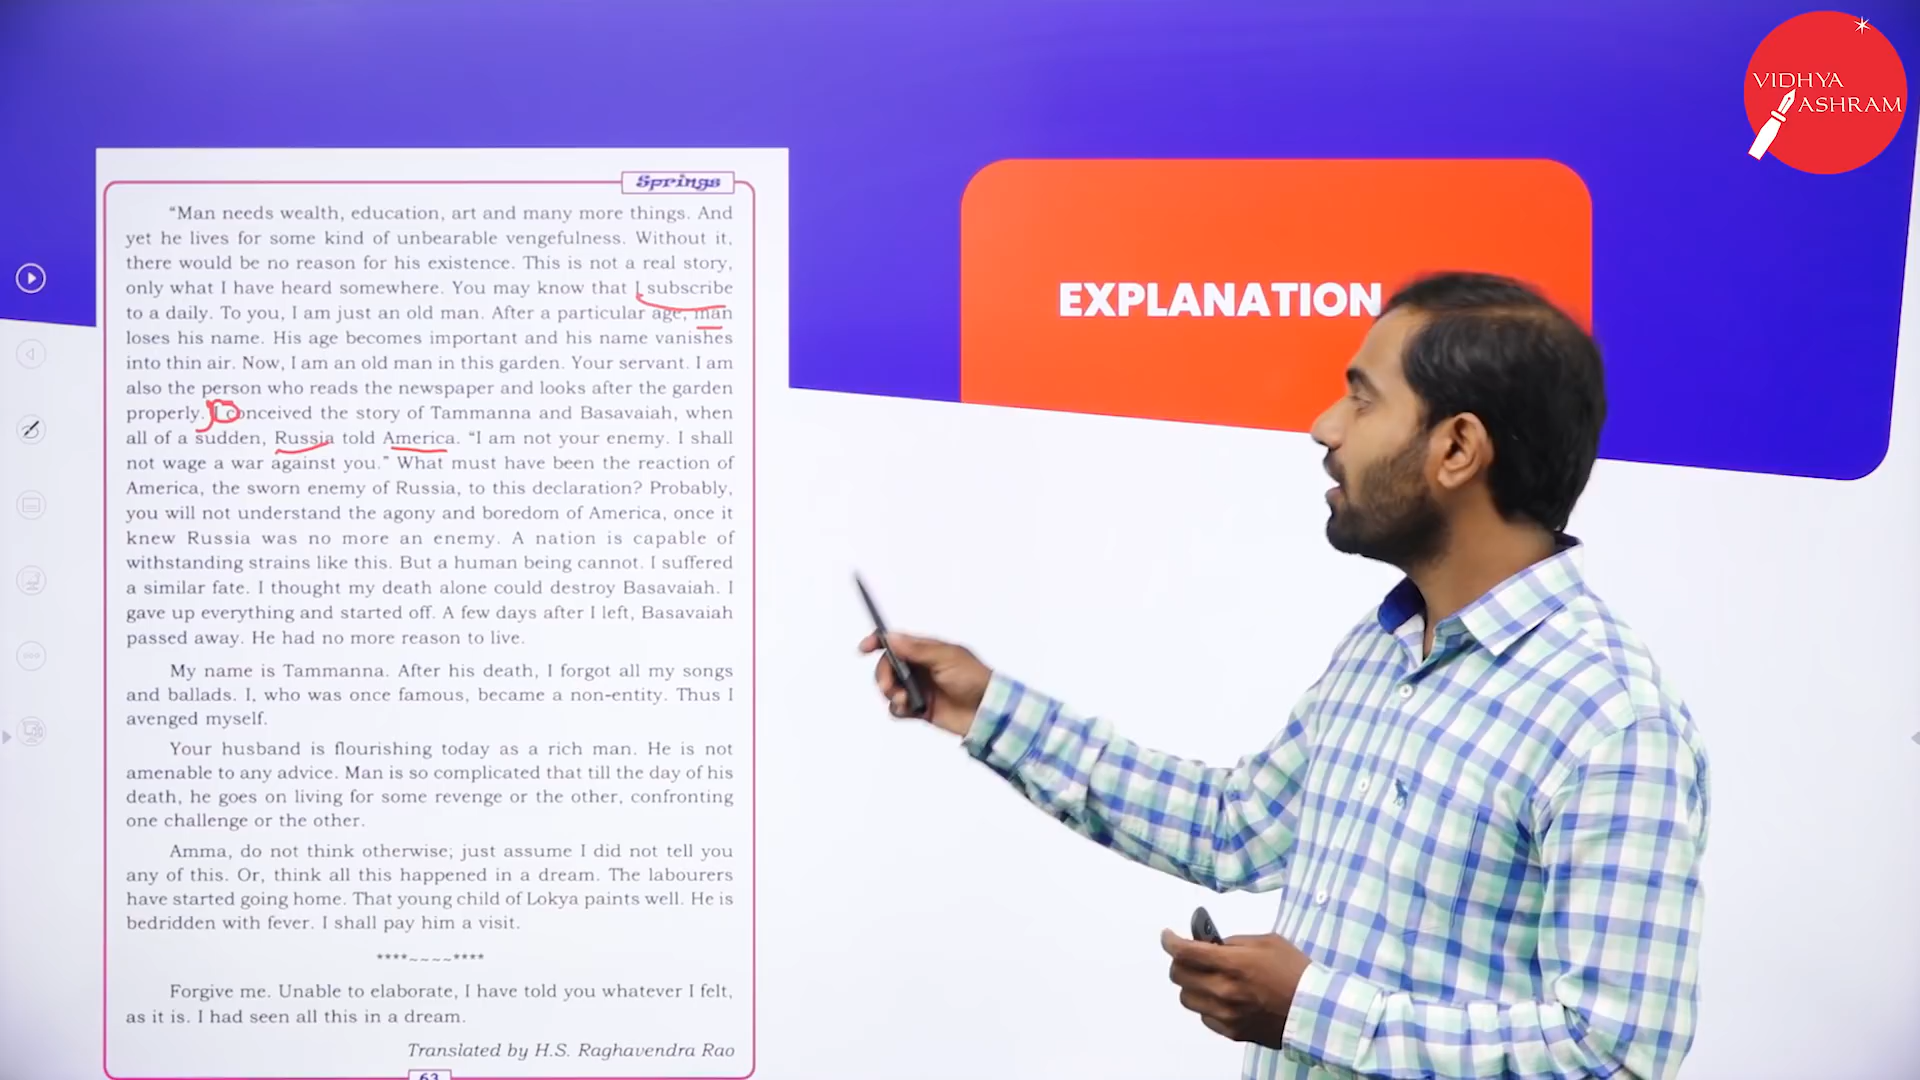 VIDHYA
ASHRAM
Springs
EXPLANATION
“Man needs wealth, education, art and many more things. And
yet he lives for some kind of unbearable vengefulness. Without it,
there would be no reason for his existence. This is not a real story,
only what I have heard somewhere. You may know that I subscribe
to a daily. To you, I am just an old man. After a particular age, man
loses his name. His age becomes important and his name vanishes
into thin air. Now, I am an old man in this garden. Your servant. I am
also the person who reads the newspaper and looks after the garden
properly. I conceived the story of Tammanna and Basavaiah, when
all of a sudden, Russia told America. “I am not your enemy. I shall
not wage a war against you.” What must have been the reaction of
America, the sworn enemy of Russia, to this declaration? Probably,
you will not understand the agony and boredom of America, once it
knew Russia was no more an enemy. A nation is capable of
withstanding strains like this. But a human being cannot. I suffered
a similar fate. I thought my death alone could destroy Basavaiah. I
gave up everything and started off. A few days after I left, Basavaiah
passed away. He had no more reason to live.
My name is Tammanna. After his death, I forgot all my songs
and ballads. I, who was once famous, became a non-entity. Thus I
avenged myself.
Your husband is flourishing today as a rich man. He is not
amenable to any advice. Man is so complicated that till the day of his
death, he goes on living for some revenge or the other, confronting
one challenge or the other.
Amma, do not think otherwise; just assume I did not tell you
any of this. Or, think all this happened in a dream. The labourers
have started going home. That young child of Lokya paints well. He is
bedridden with fever. I shall pay him a visit.
****~~~~****
Forgive me. Unable to elaborate, I have told you whatever I felt,
as it is. I had seen all this in a dream.
Translated by H.S. Raghavendra Rao
63